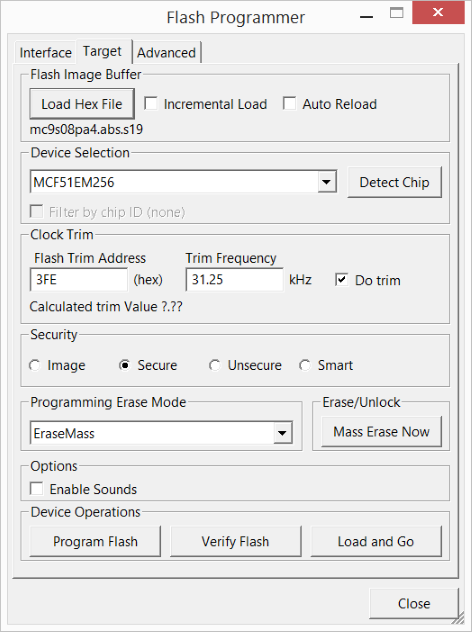 Flash Programmer
Interface Target Advanced
Flash Image Buffer
Load Hex File Incremental Load Auto Reload
mc9s08pa4.abs.s19
Device Selection
MCF51EM256 Detect Chip
Filter by chip ID (none)
Clock Trim
Flash Trim Address Trim Frequency
3FE (hex) 31.25 kHz Do trim
Calculated trim Value ?.??
Security
Image Secure Unsecure Smart
Programming Erase Mode Erase/Unlock
EraseMass Mass Erase Now
Options
Enable Sounds
Device Operations
Program Flash Verify Flash Load and Go
Close